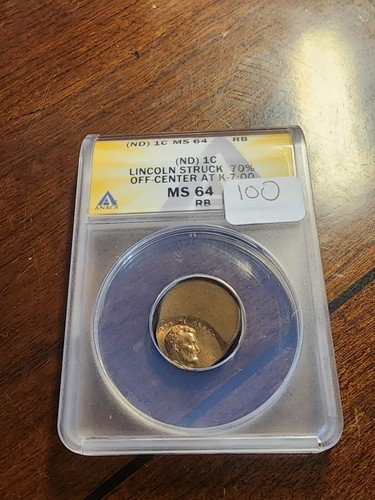 (ND) 1C MS 64 RB
(ND) 1C
LINCOLN STRUCK 70%
OFF-CENTER AT K-7:00
MS 64
RB
ANACS
100